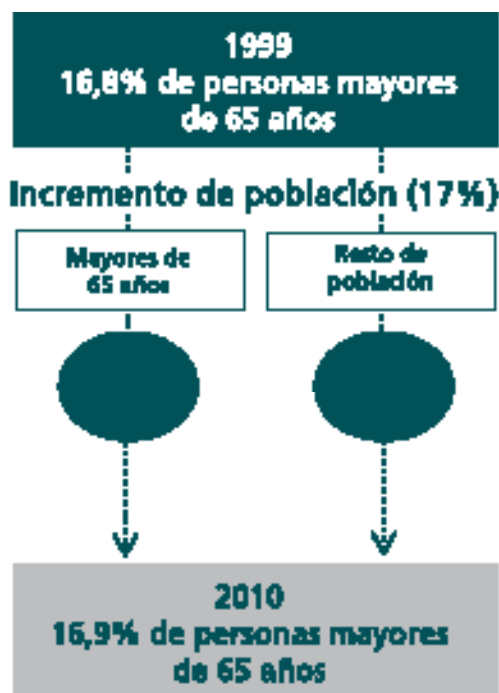 1999
16,8% de personas mayores
de 65 años
Incremento de población (17%)
Mayores de
65 años
Resto de
población
2010
16,9% de personas mayores
de 65 años